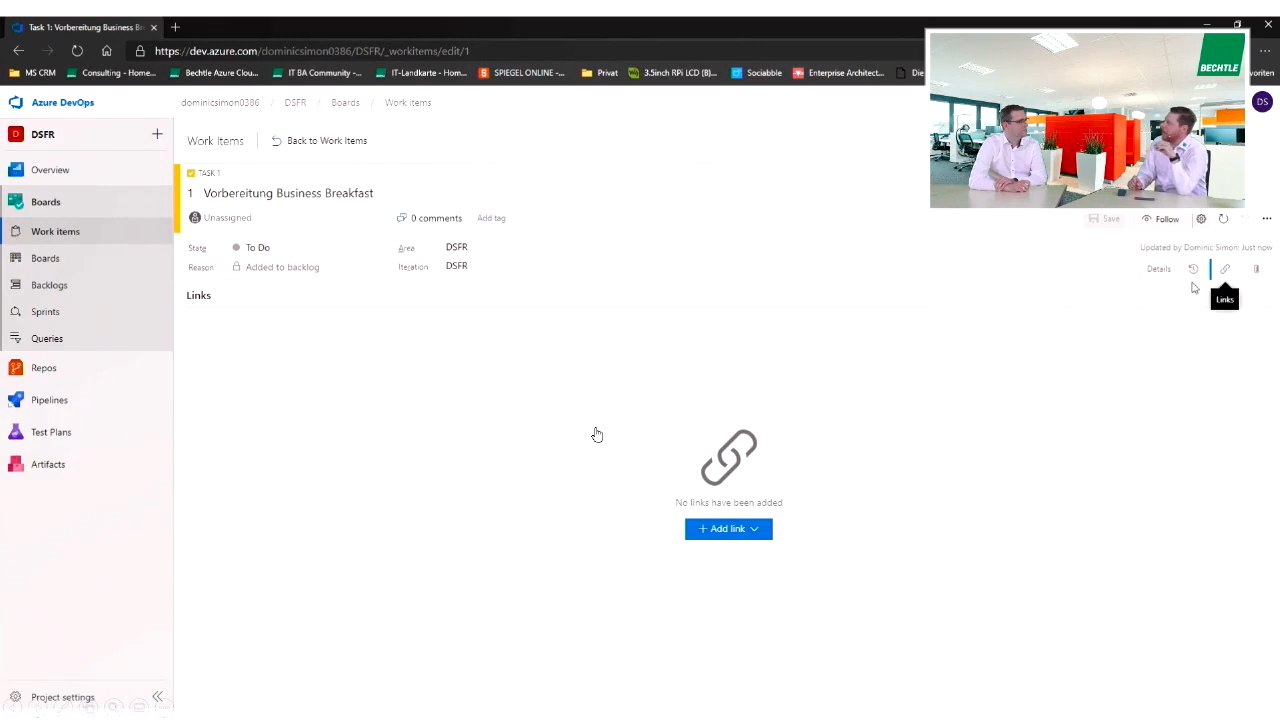 Task 1: Vorbereitung Business Br
https://dev.azure.com/dominicsimon0386/DSFR/_workitems/edit/1
MS CRM
Consulting - Home...
Bechtle Azure Clou...
IT BA Community -...
IT-Landkarte - Hom...
SPIEGEL ONLINE -...
Privat
3.5inch RPi LCD (B)...
Sociabble
Enterprise Architect...
Die
voriten
BECHTLE
Azure DevOps
dominicsimon0386
DSFR
Boards
Work items
DS
D
DSFR
Work Items
Back to Work Items
Overview
TASK 1
Boards
1 Vorbereitung Business Breakfast
Unassigned
0 comments
Add tag
Save
Follow
Work items
State
To Do
Area
DSFR
Updated by Dominic Simon: Just now
Boards
Reason
Added to backlog
Iteration
DSFR
Details
Backlogs
Links
Links
Sprints
Queries
Repos
Pipelines
Test Plans
Artifacts
No links have been added
Add link
Project settings